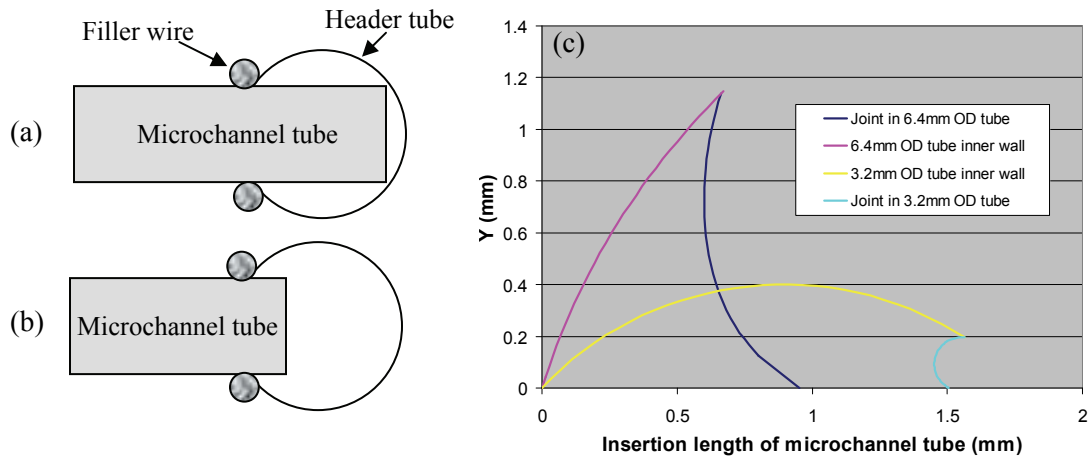 Filler wire
Header tube
(a)
Microchannel tube
(b)
Microchannel tube
(c)
1.4
1.2
1
0.8
0.6
0.4
0.2
0
Y (mm)
Joint in 6.4mm OD tube
6.4mm OD tube inner wall
3.2mm OD tube inner wall
Joint in 3.2mm OD tube
0 0.5 1 1.5 2
Insertion length of microchannel tube (mm)